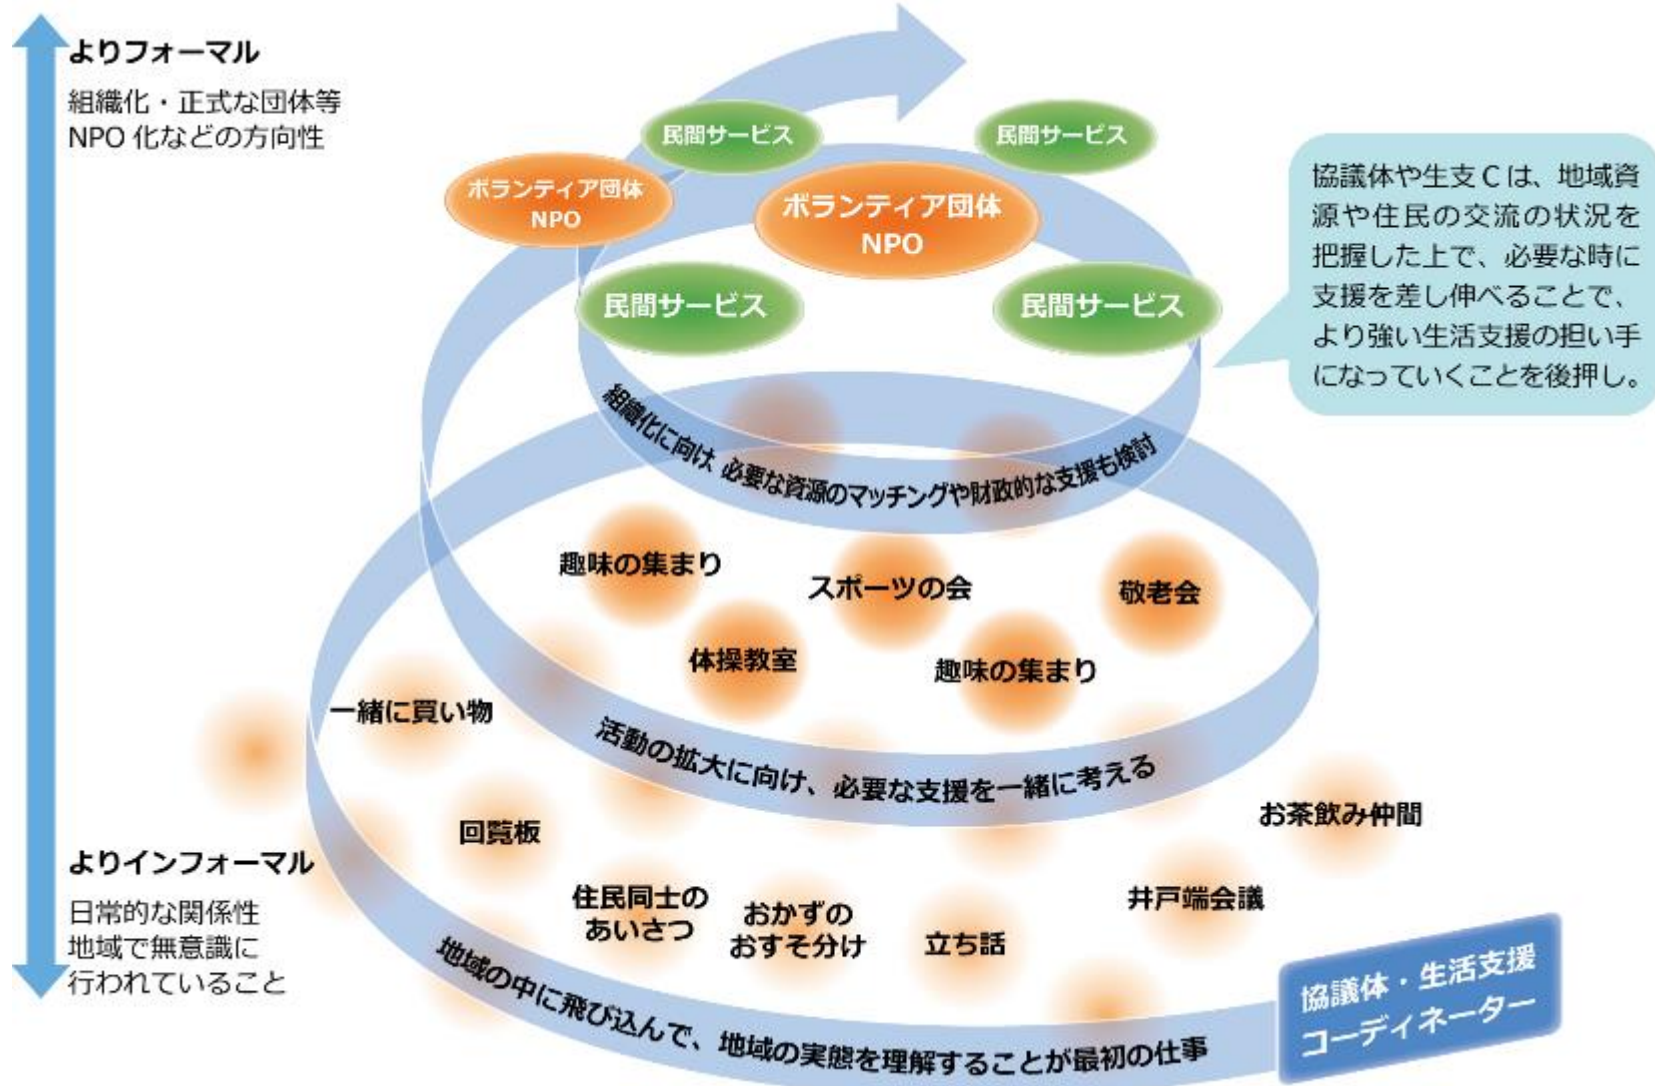 よりフォーマル
組織化・正式な団体等
NPO 化などの方向性
民間サービス
民間サービス
ボランティア団体
NPO
ボランティア団体
NPO
民間サービス
民間サービス
協議体や生支Cは、地域資
源や住民の交流の状況を
把握した上で、必要な時に
支援を差し伸べることで、
より強い生活支援の担い手
になっていくことを後押し。
組織化に向け、必要な資源のマッチングや財政的な支援も検討
趣味の集まり
スポーツの会
敬老会
体操教室
趣味の集まり
一緒に買い物
活動の拡大に向け、必要な支援を一緒に考える
回覧板
お茶飲み仲間
よりインフォーマル
日常的な関係性
地域で無意識に
行われていること
住民同士の
あいさつ
おかずの
おすそ分け
立ち話
井戸端会議
地域の中に飛び込んで、地域の実態を理解することが最初の仕事
協議体・生活支援
コーディネーター